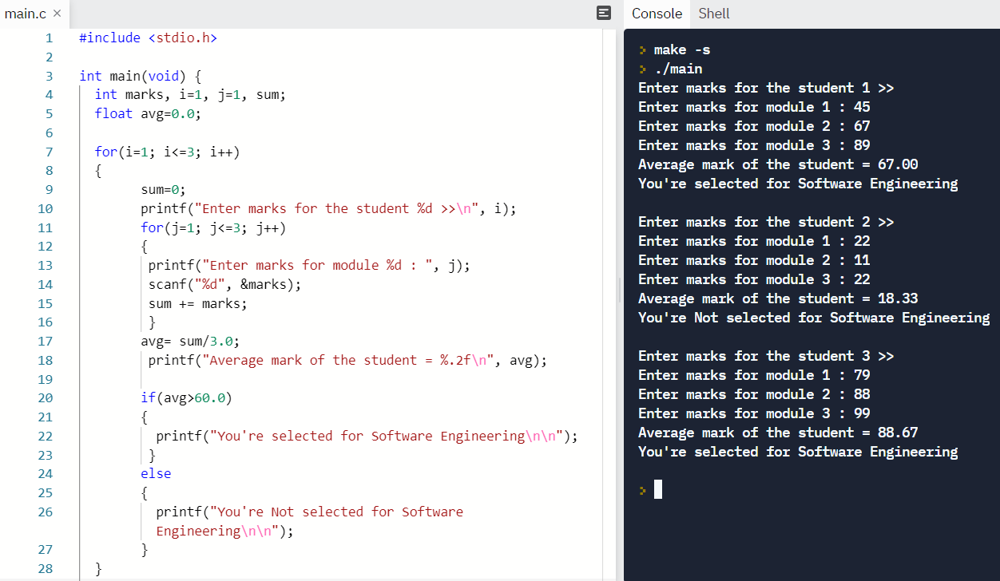 main.c ×
1 #include <stdio.h>
2
3 int main(void) {
4 int marks, i=1, j=1, sum;
5 float avg=0.0;
6
7 for(i=1; i<=3; i++)
8 {
9 sum=0;
10 printf("Enter marks for the student %d >>\n", i);
11 for(j=1; j<=3; j++)
12 {
13 printf("Enter marks for module %d : ", j);
14 scanf("%d", &marks);
15 sum += marks;
16 }
17 avg= sum/3.0;
18 printf("Average mark of the student = %.2f\n", avg);
19
20 if(avg>60.0)
21 {
22 printf("You're selected for Software Engineering\n\n");
23 }
24 else
25 {
26 printf("You're Not selected for Software
Engineering\n\n");
27 }
28 }
Console Shell
> make -s
> ./main
Enter marks for the student 1 >>
Enter marks for module 1 : 45
Enter marks for module 2 : 67
Enter marks for module 3 : 89
Average mark of the student = 67.00
You're selected for Software Engineering

Enter marks for the student 2 >>
Enter marks for module 1 : 22
Enter marks for module 2 : 11
Enter marks for module 3 : 22
Average mark of the student = 18.33
You're Not selected for Software Engineering

Enter marks for the student 3 >>
Enter marks for module 1 : 79
Enter marks for module 2 : 88
Enter marks for module 3 : 99
Average mark of the student = 88.67
You're selected for Software Engineering

>